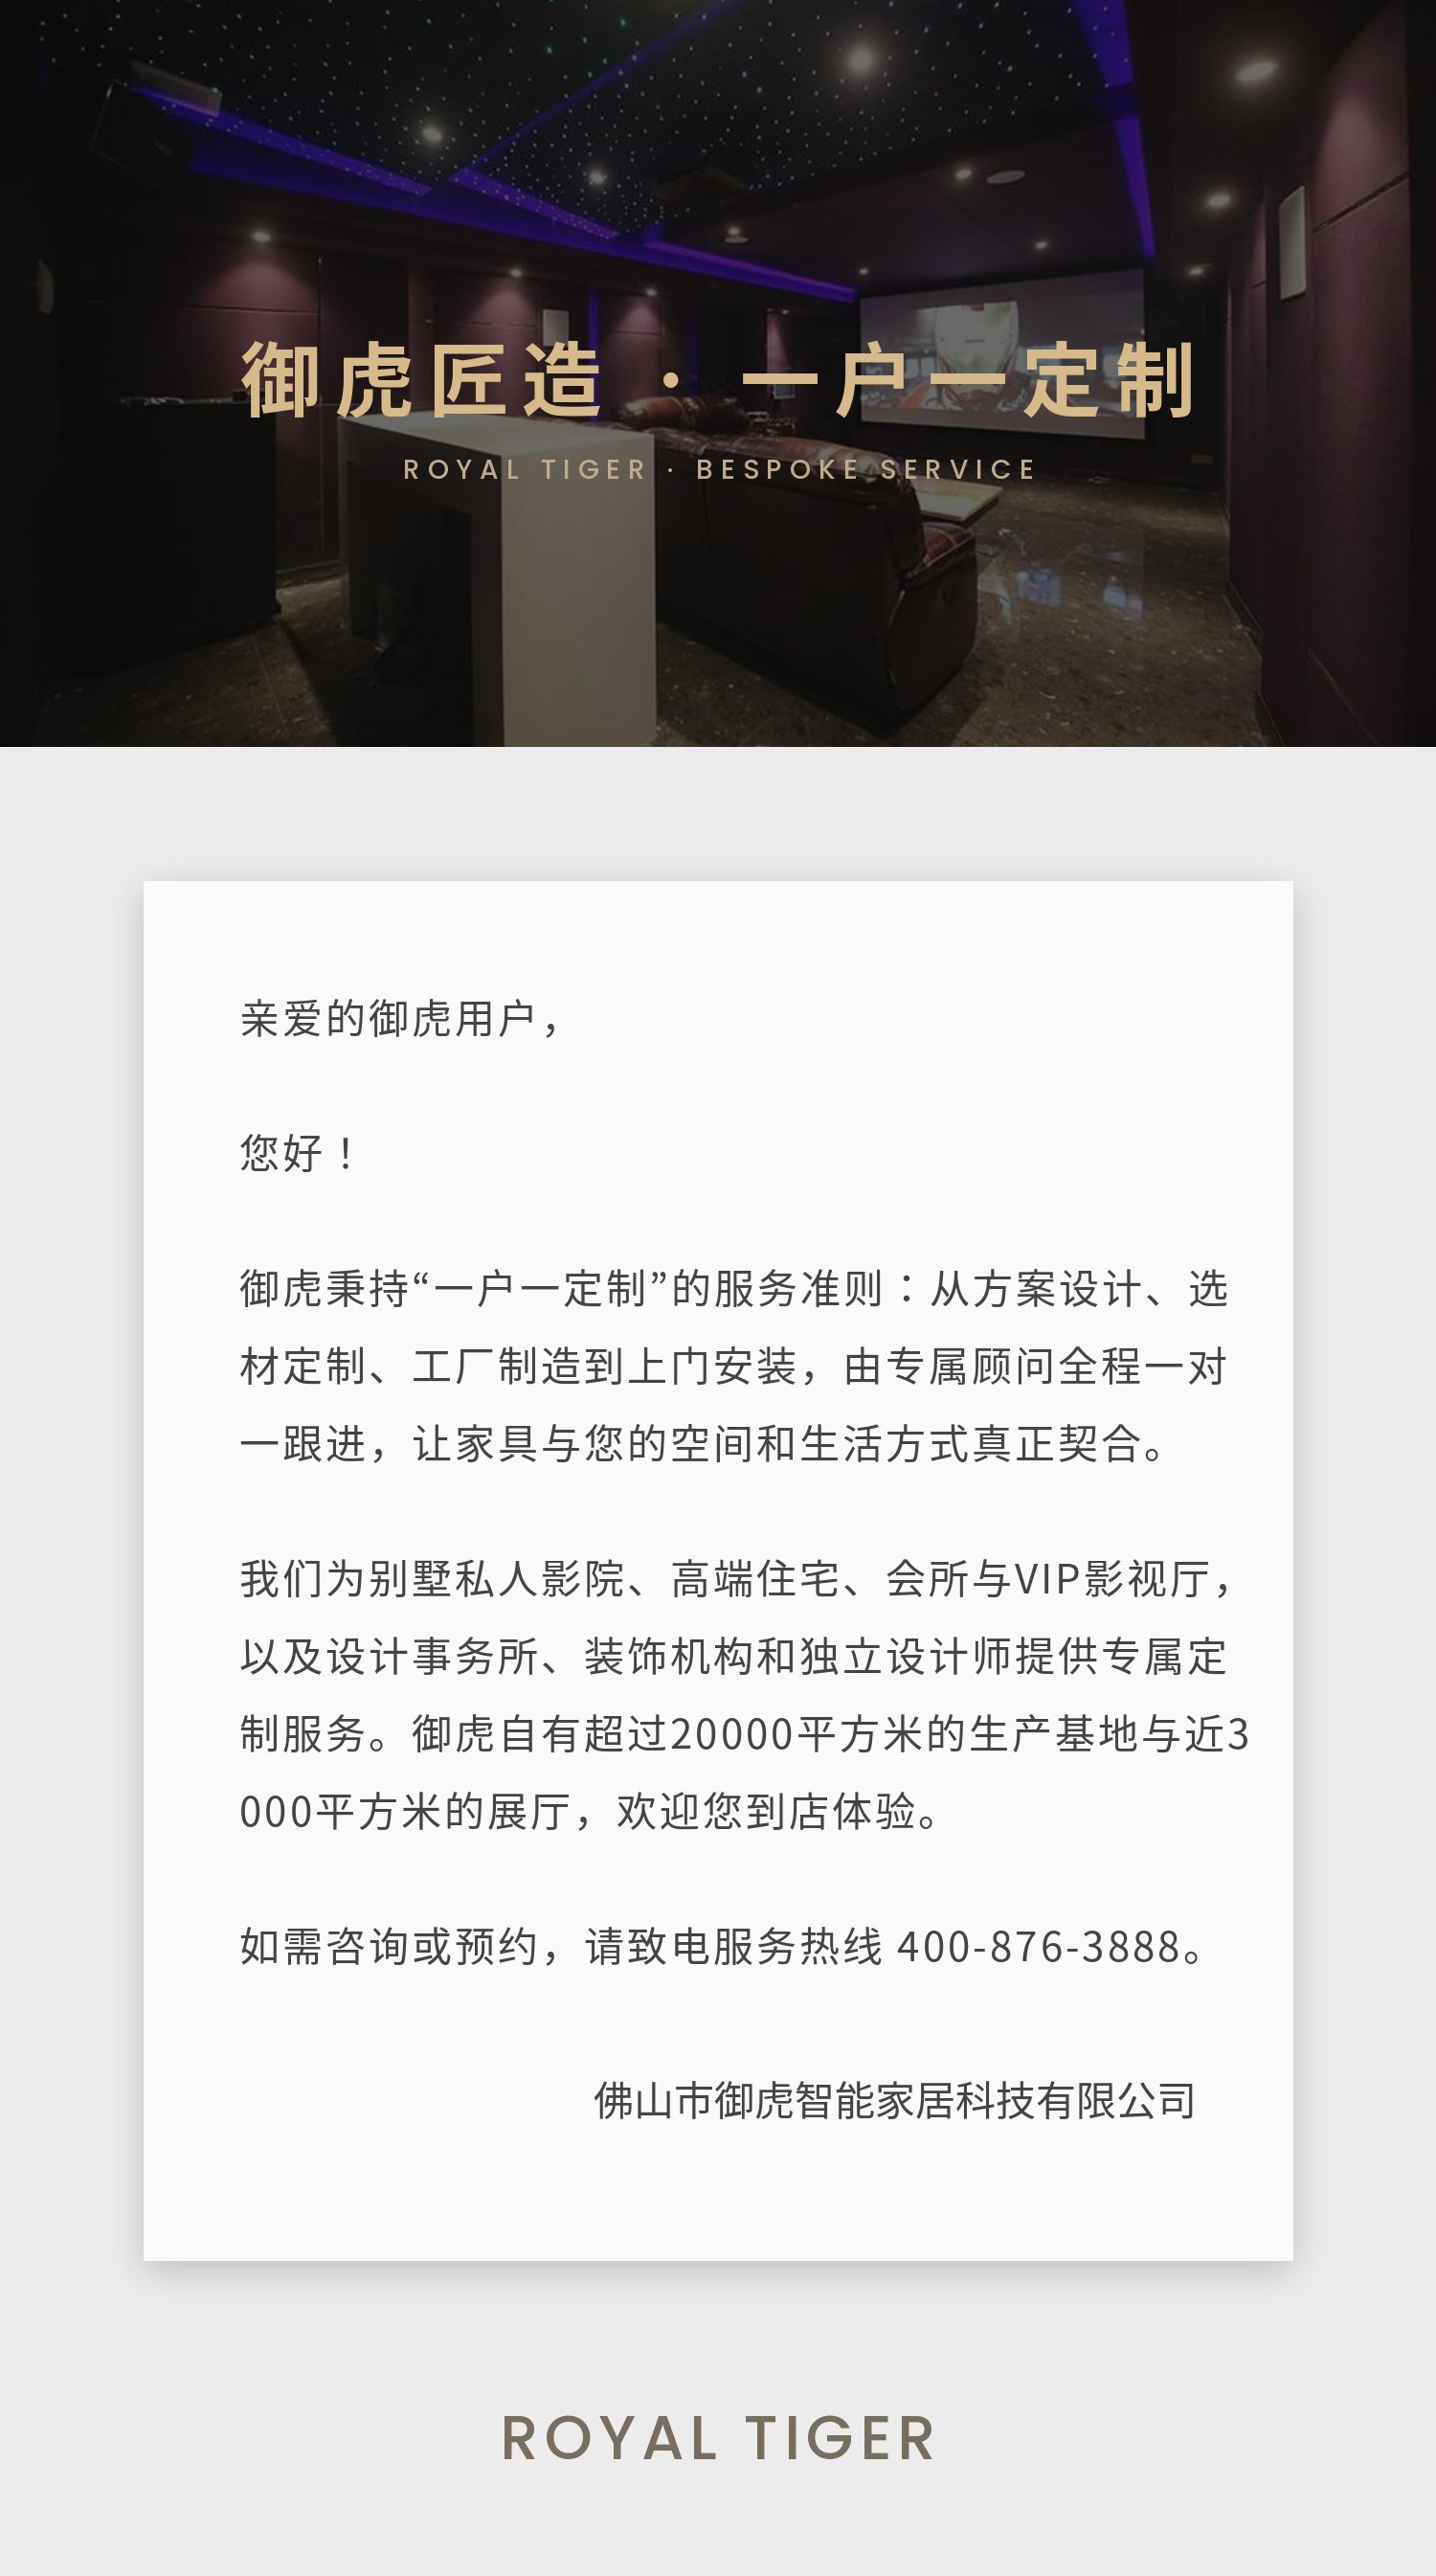 御虎匠造 · 一户一定制
ROYAL TIGER · BESPOKE SERVICE
亲爱的御虎用户，
您好！
御虎秉持“一户一定制”的服务准则：从方案设计、选
材定制、工厂制造到上门安装，由专属顾问全程一对
一跟进，让家具与您的空间和生活方式真正契合。
我们为别墅私人影院、高端住宅、会所与VIP影视厅，
以及设计事务所、装饰机构和独立设计师提供专属定
制服务。御虎自有超过20000平方米的生产基地与近3
000平方米的展厅，欢迎您到店体验。
如需咨询或预约，请致电服务热线 400-876-3888。
佛山市御虎智能家居科技有限公司
ROYAL TIGER